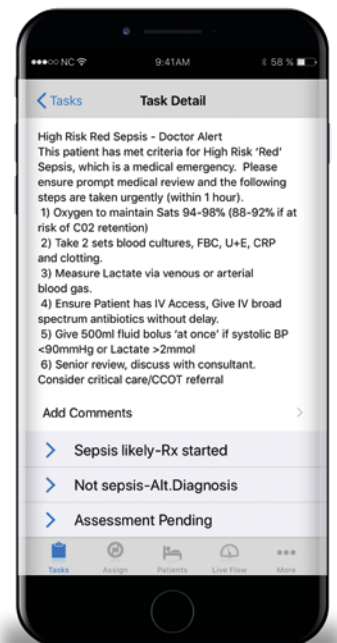 NC 9:41AM 58 %
Tasks Task Detail
High Risk Red Sepsis - Doctor Alert
This patient has met criteria for High Risk ‘Red’
Sepsis, which is a medical emergency. Please
ensure prompt medical review and the following
steps are taken urgently (within 1 hour).
1) Oxygen to maintain Sats 94-98% (88-92% if at
risk of C02 retention)
2) Take 2 sets blood cultures, FBC, U+E, CRP
and clotting.
3) Measure Lactate via venous or arterial
blood gas.
4) Ensure Patient has IV Access, Give IV broad
spectrum antibiotics without delay.
5) Give 500ml fluid bolus ‘at once’ if systolic BP
<90mmHg or Lactate >2mmol
6) Senior review, discuss with consultant.
Consider critical care/CCOT referral
Add Comments
Sepsis likely-Rx started
Not sepsis-Alt.Diagnosis
Assessment Pending
Tasks Assign Patients Live Flow More